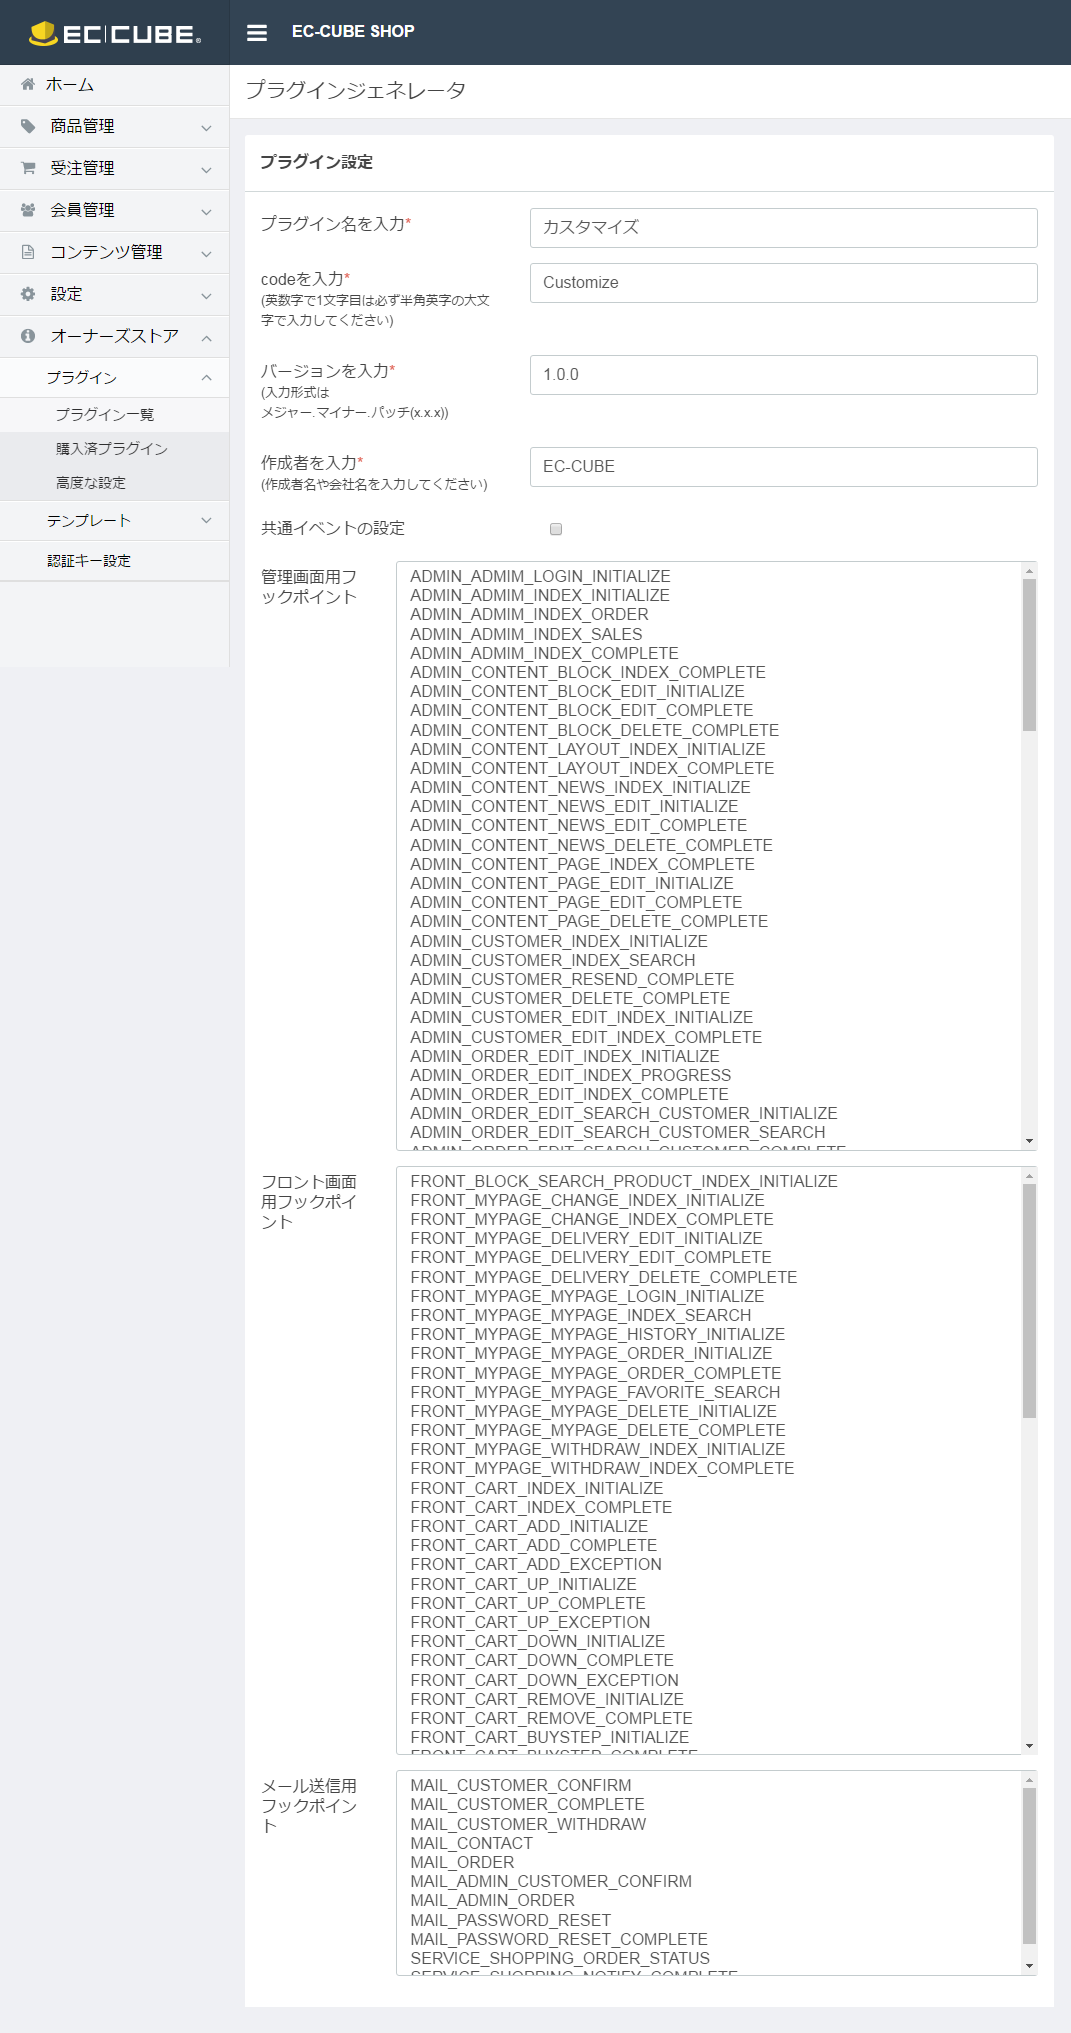 EC CUBE®
EC-CUBE SHOP
ホーム
商品管理
受注管理
会員管理
コンテンツ管理
設定
オーナーズストア
プラグイン
プラグイン一覧
購入済プラグイン
高度な設定
テンプレート
認証キー設定
プラグインジェネレータ
プラグイン設定
プラグイン名を入力*
カスタマイズ
codeを入力*
Customize
(英数字で1文字目は必ず半角英字の大文
字で入力してください)
バージョンを入力*
1.0.0
(入力形式は
メジャー.マイナー.パッチ(x.x.x))
作成者を入力*
EC-CUBE
(作成者名や会社名を入力してください)
共通イベントの設定
管理画面用フ
ックポイント
ADMIN_ADMIM_LOGIN_INITIALIZE
ADMIN_ADMIM_INDEX_INITIALIZE
ADMIN_ADMIM_INDEX_ORDER
ADMIN_ADMIM_INDEX_SALES
ADMIN_ADMIM_INDEX_COMPLETE
ADMIN_CONTENT_BLOCK_INDEX_COMPLETE
ADMIN_CONTENT_BLOCK_EDIT_INITIALIZE
ADMIN_CONTENT_BLOCK_EDIT_COMPLETE
ADMIN_CONTENT_BLOCK_DELETE_COMPLETE
ADMIN_CONTENT_LAYOUT_INDEX_INITIALIZE
ADMIN_CONTENT_LAYOUT_INDEX_COMPLETE
ADMIN_CONTENT_NEWS_INDEX_INITIALIZE
ADMIN_CONTENT_NEWS_EDIT_INITIALIZE
ADMIN_CONTENT_NEWS_EDIT_COMPLETE
ADMIN_CONTENT_NEWS_DELETE_COMPLETE
ADMIN_CONTENT_PAGE_INDEX_COMPLETE
ADMIN_CONTENT_PAGE_EDIT_INITIALIZE
ADMIN_CONTENT_PAGE_EDIT_COMPLETE
ADMIN_CONTENT_PAGE_DELETE_COMPLETE
ADMIN_CUSTOMER_INDEX_INITIALIZE
ADMIN_CUSTOMER_INDEX_SEARCH
ADMIN_CUSTOMER_RESEND_COMPLETE
ADMIN_CUSTOMER_DELETE_COMPLETE
ADMIN_CUSTOMER_EDIT_INDEX_INITIALIZE
ADMIN_CUSTOMER_EDIT_INDEX_COMPLETE
ADMIN_ORDER_EDIT_INDEX_INITIALIZE
ADMIN_ORDER_EDIT_INDEX_PROGRESS
ADMIN_ORDER_EDIT_INDEX_COMPLETE
ADMIN_ORDER_EDIT_SEARCH_CUSTOMER_INITIALIZE
ADMIN_ORDER_EDIT_SEARCH_CUSTOMER_SEARCH
ADMIN_ORDER_EDIT_SEARCH_CUSTOMER_COMPLETE
フロント画面
用フックポイ
ント
FRONT_BLOCK_SEARCH_PRODUCT_INDEX_INITIALIZE
FRONT_MYPAGE_CHANGE_INDEX_INITIALIZE
FRONT_MYPAGE_CHANGE_INDEX_COMPLETE
FRONT_MYPAGE_DELIVERY_EDIT_INITIALIZE
FRONT_MYPAGE_DELIVERY_EDIT_COMPLETE
FRONT_MYPAGE_DELIVERY_DELETE_COMPLETE
FRONT_MYPAGE_MYPAGE_LOGIN_INITIALIZE
FRONT_MYPAGE_MYPAGE_INDEX_SEARCH
FRONT_MYPAGE_MYPAGE_HISTORY_INITIALIZE
FRONT_MYPAGE_MYPAGE_ORDER_INITIALIZE
FRONT_MYPAGE_MYPAGE_ORDER_COMPLETE
FRONT_MYPAGE_MYPAGE_FAVORITE_SEARCH
FRONT_MYPAGE_MYPAGE_DELETE_INITIALIZE
FRONT_MYPAGE_MYPAGE_DELETE_COMPLETE
FRONT_MYPAGE_WITHDRAW_INDEX_INITIALIZE
FRONT_MYPAGE_WITHDRAW_INDEX_COMPLETE
FRONT_CART_INDEX_INITIALIZE
FRONT_CART_INDEX_COMPLETE
FRONT_CART_ADD_INITIALIZE
FRONT_CART_ADD_COMPLETE
FRONT_CART_ADD_EXCEPTION
FRONT_CART_UP_INITIALIZE
FRONT_CART_UP_COMPLETE
FRONT_CART_UP_EXCEPTION
FRONT_CART_DOWN_INITIALIZE
FRONT_CART_DOWN_COMPLETE
FRONT_CART_DOWN_EXCEPTION
FRONT_CART_REMOVE_INITIALIZE
FRONT_CART_REMOVE_COMPLETE
FRONT_CART_BUYSTEP_INITIALIZE
FRONT_CART_BUYSTEP_COMPLETE
メール送信用
フックポイン
ト
MAIL_CUSTOMER_CONFIRM
MAIL_CUSTOMER_COMPLETE
MAIL_CUSTOMER_WITHDRAW
MAIL_CONTACT
MAIL_ORDER
MAIL_ADMIN_CUSTOMER_CONFIRM
MAIL_ADMIN_ORDER
MAIL_PASSWORD_RESET
MAIL_PASSWORD_RESET_COMPLETE
SERVICE_SHOPPING_ORDER_STATUS
SERVICE_SHOPPING_NOTIFY_COMPLETE